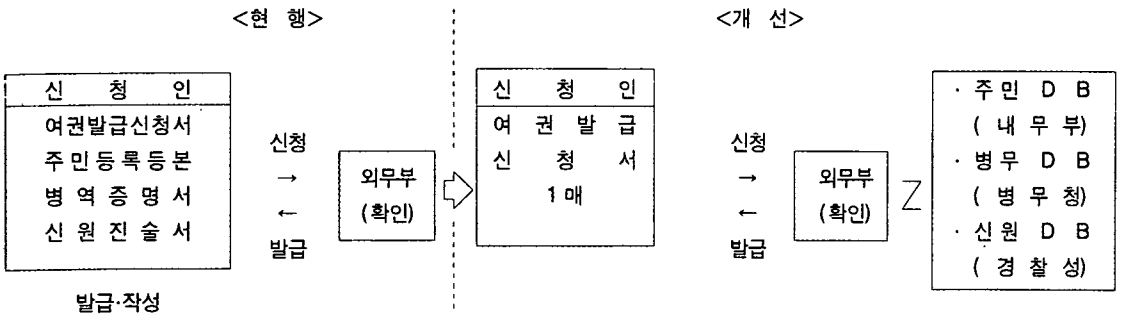 <현 행>
신 청 인
여권발급신청서
주민등록등본
병 역 증 명 서
신 원 진 술 서
발급·작성
신청
→
←
발급
외무부
(확인)
<개 선>
신 청 인
여 권 발 급
신 청 서
1 매
신청
→
←
발급
외무부
(확인)
· 주민 D B
( 내 무 부)
· 병무 D B
( 병 무 청)
· 신원 D B
( 경 찰 성)